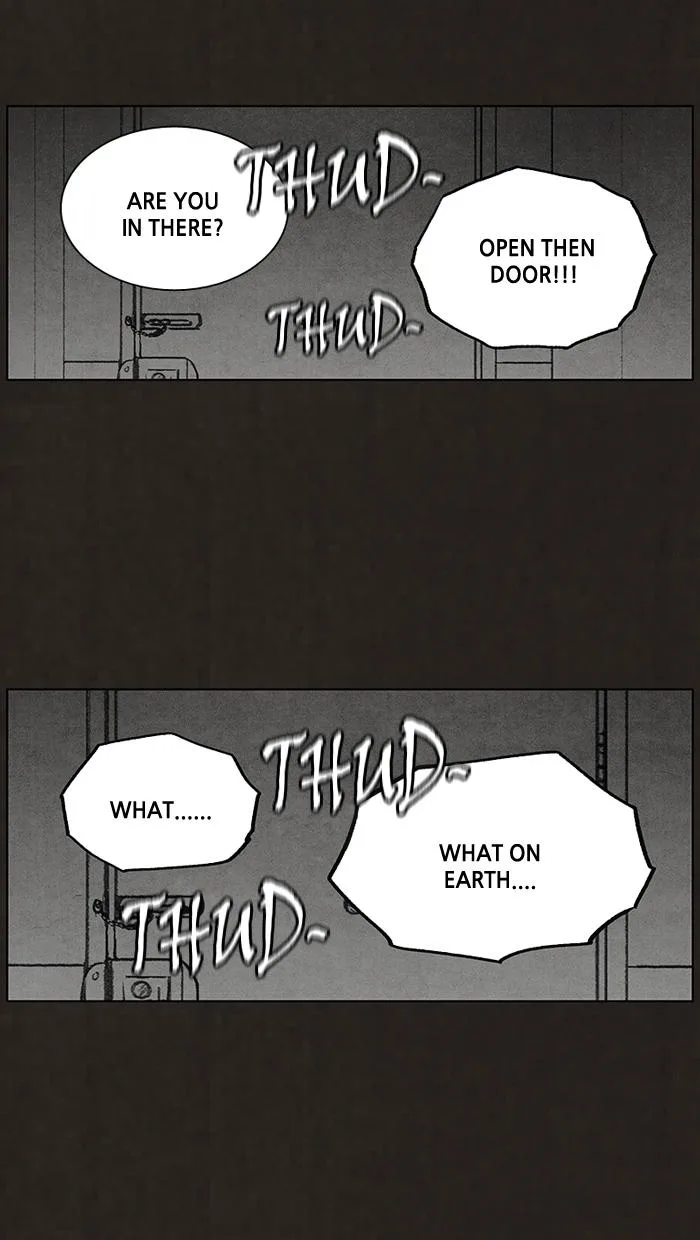 THUD-
ARE YOU
IN THERE?
OPEN THEN
DOOR!!!
THUD-
THUD-
WHAT......
WHAT ON
EARTH....
THUD-